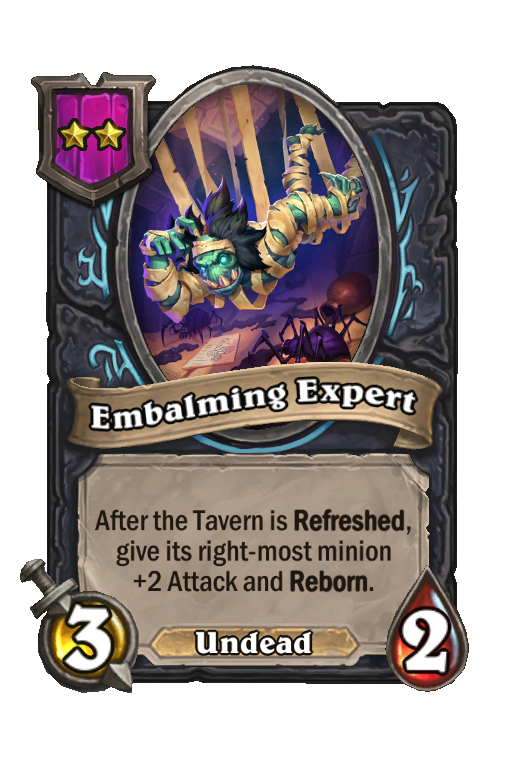 Embalming Expert
After the Tavern is Refreshed,
give its right-most minion
+2 Attack and Reborn.
3
Undead
2